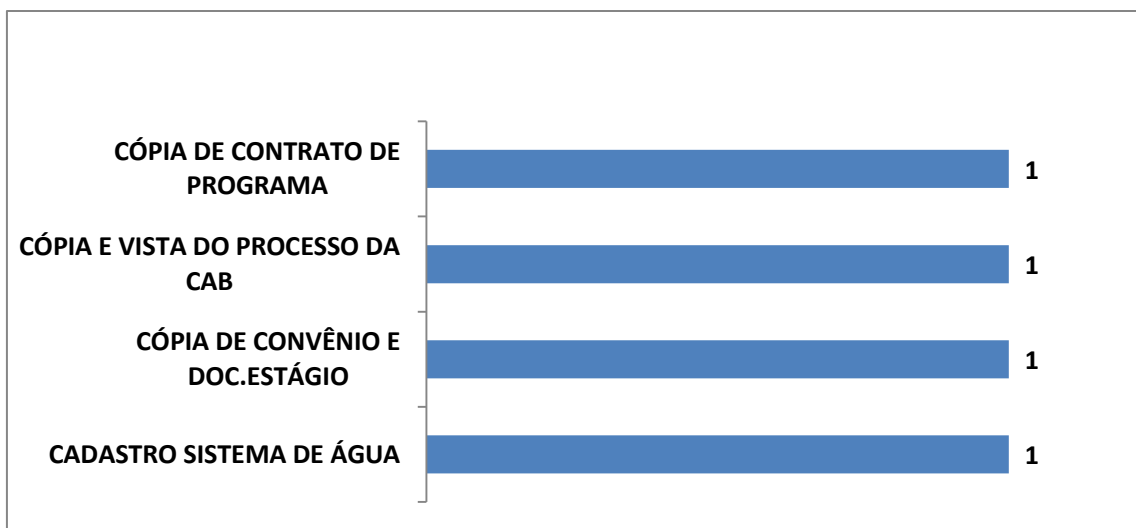 CÓPIA DE CONTRATO DE
PROGRAMA
1
CÓPIA E VISTA DO PROCESSO DA
CAB
1
CÓPIA DE CONVÊNIO E
DOC.ESTÁGIO
1
CADASTRO SISTEMA DE ÁGUA
1